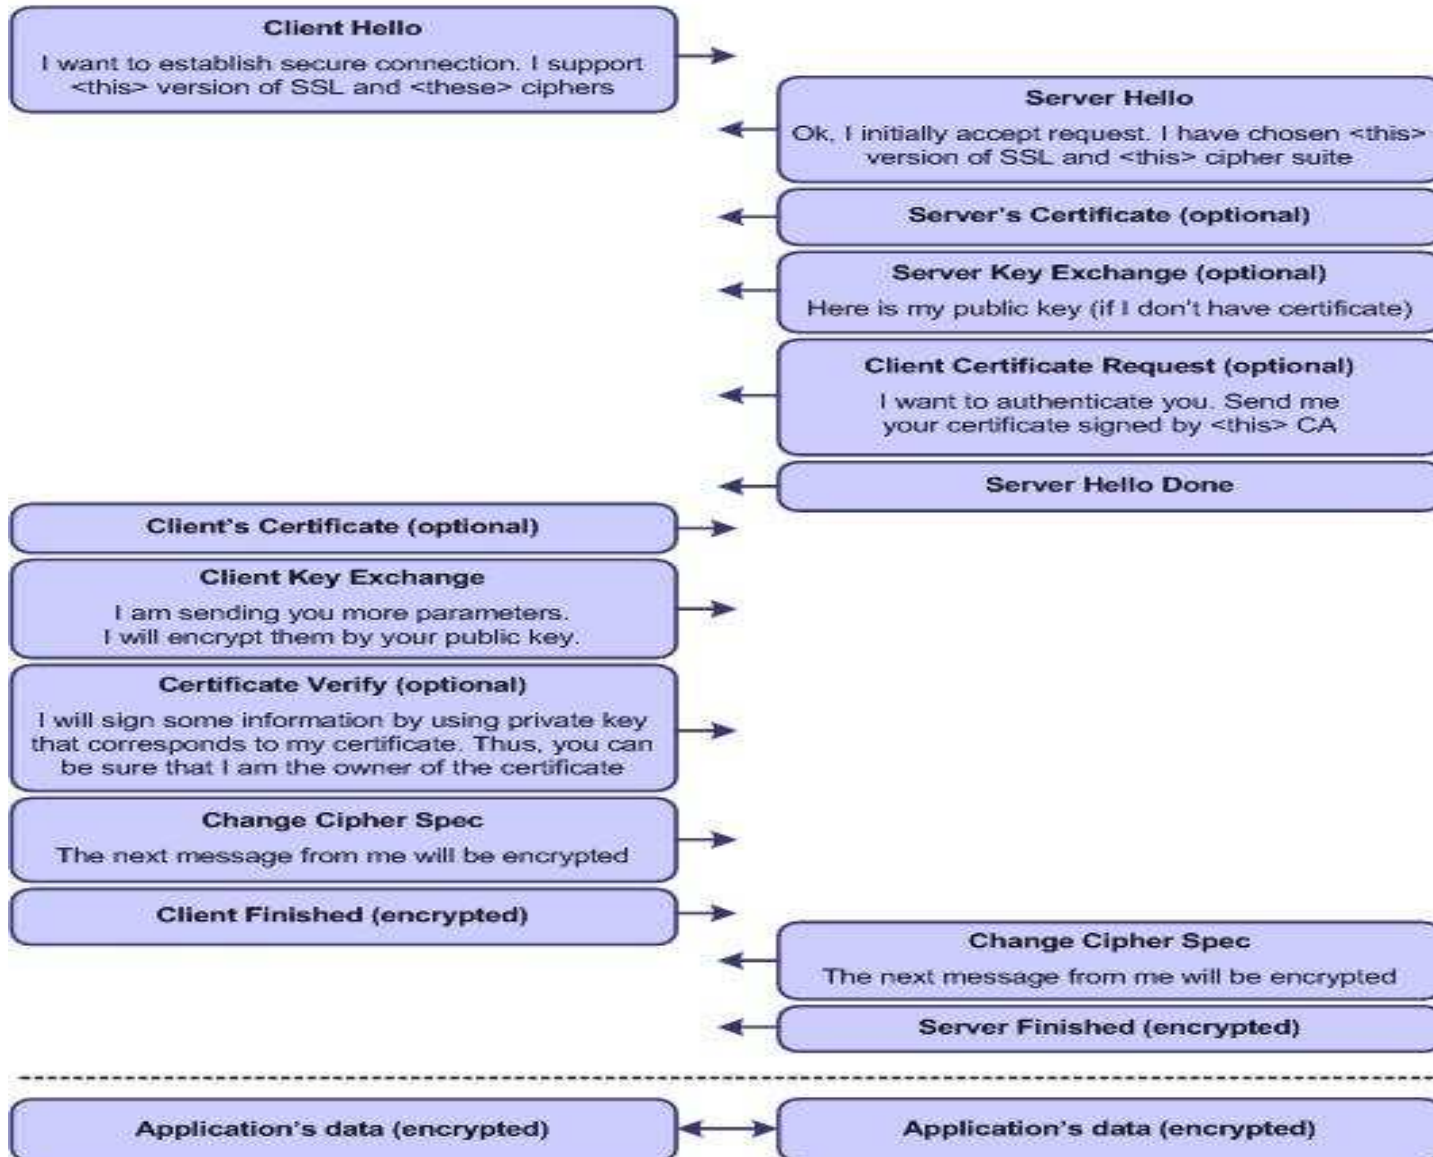 Client Hello
I want to establish secure connection. I support
<this> version of SSL and <these> ciphers
Server Hello
Ok, I initially accept request. I have chosen <this>
version of SSL and <this> cipher suite
Server's Certificate (optional)
Server Key Exchange (optional)
Here is my public key (if I don't have certificate)
Client Certificate Request (optional)
I want to authenticate you. Send me
your certificate signed by <this> CA
Server Hello Done
Client's Certificate (optional)
Client Key Exchange
I am sending you more parameters.
I will encrypt them by your public key.
Certificate Verify (optional)
I will sign some information by using private key
that corresponds to my certificate. Thus, you can
be sure that I am the owner of the certificate
Change Cipher Spec
The next message from me will be encrypted
Client Finished (encrypted)
Change Cipher Spec
The next message from me will be encrypted
Server Finished (encrypted)
Application's data (encrypted)
Application's data (encrypted)